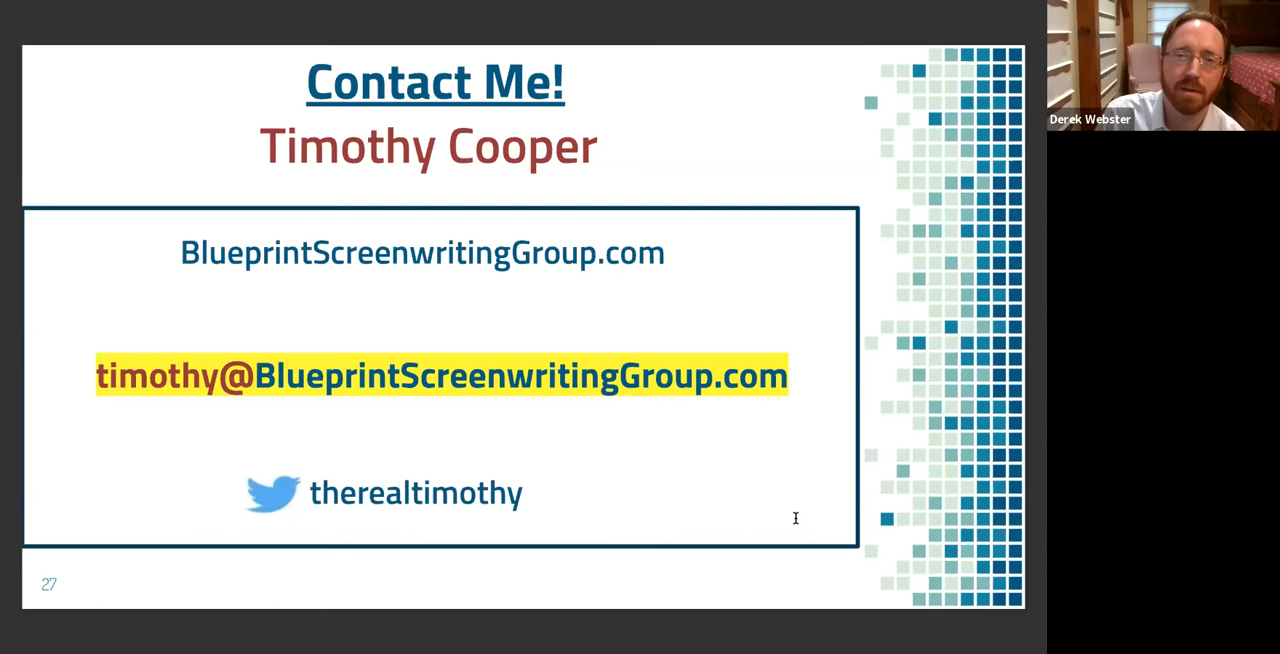 Contact Me!
Timothy Cooper
BlueprintScreenwritingGroup.com
timothy@BlueprintScreenwritingGroup.com
therealtimothy
27
Derek Webster